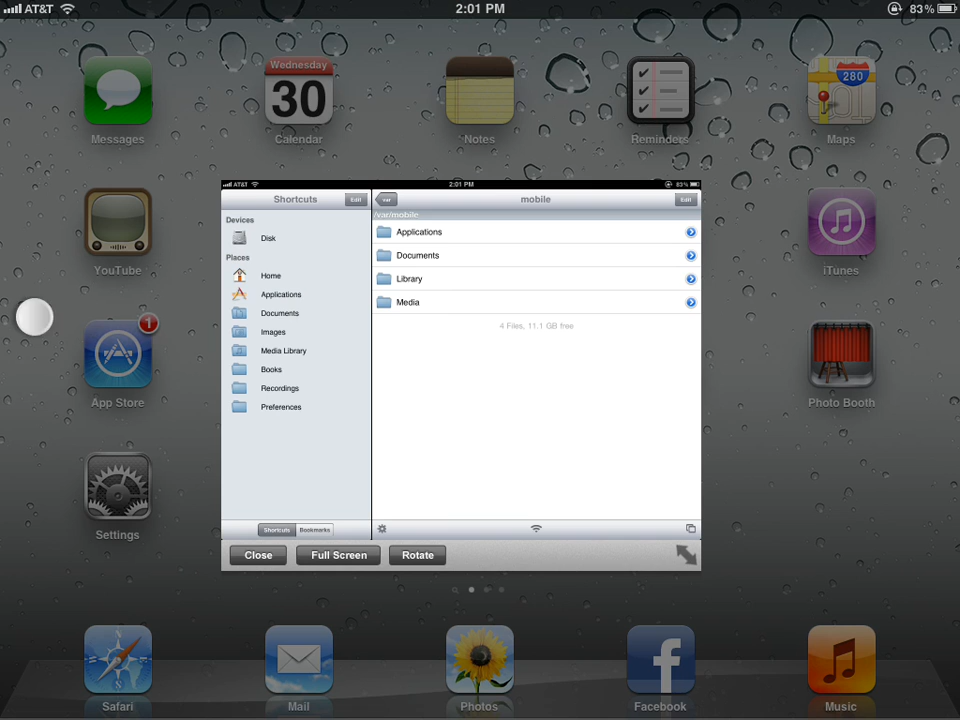 AT&T 2:01 PM 83%
Wednesday
30
280
Messages Calendar Notes Reminders Maps
AT&T 2:01 PM 83%
Shortcuts Edit var mobile Edit
/var/mobile
Devices
Disk
Places
Home
Applications
Documents
Images
Media Library
Books
Recordings
Preferences
Applications
Documents
Library
Media
4 Files, 11.1 GB free
Shortcuts Bookmarks
Close Full Screen Rotate
YouTube iTunes
1
App Store Photo Booth
Settings
Safari Mail Photos Facebook Music